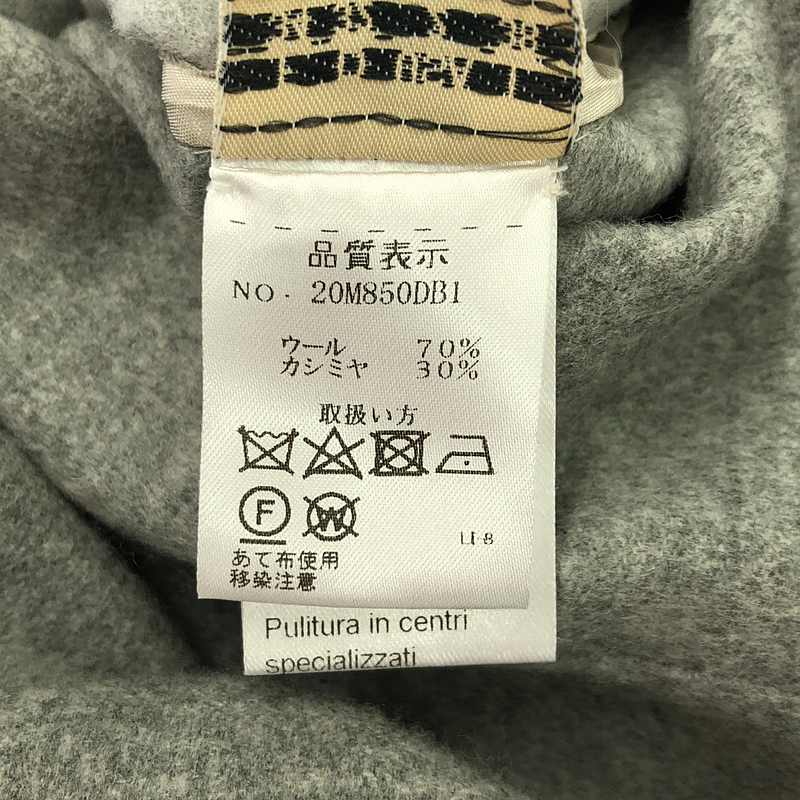 品質表示
NO. 20M850DB1
ウール 70%
カシミヤ 30%
取扱い方
F W
LI-8
あて布使用
移染注意
Pulitura in centri
specializzati